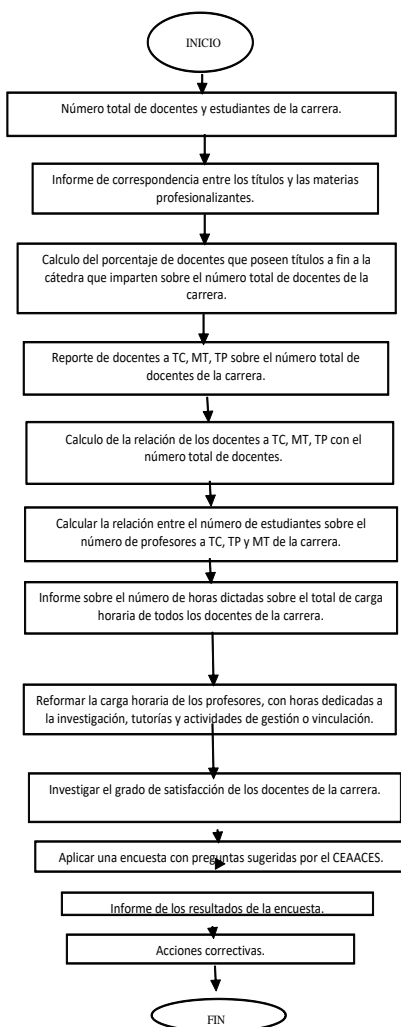 INICIO
Número total de docentes y estudiantes de la carrera.
Informe de correspondencia entre los títulos y las materias
profesionalizantes.
Calculo del porcentaje de docentes que poseen títulos a fin a la
cátedra que imparten sobre el número total de docentes de la
carrera.
Reporte de docentes a TC, MT, TP sobre el número total de
docentes de la carrera.
Calculo de la relación de los docentes a TC, MT, TP con el
número total de docentes.
Calcular la relación entre el número de estudiantes sobre el
número de profesores a TC, TP y MT de la carrera.
Informe sobre el número de horas dictadas sobre el total de carga
horaria de todos los docentes de la carrera.
Reformar la carga horaria de los profesores, con horas dedicadas a
la investigación, tutorías y actividades de gestión o vinculación.
Investigar el grado de satisfacción de los docentes de la carrera.
Aplicar una encuesta con preguntas sugeridas por el CEAACES.
Informe de los resultados de la encuesta.
Acciones correctivas.
FIN